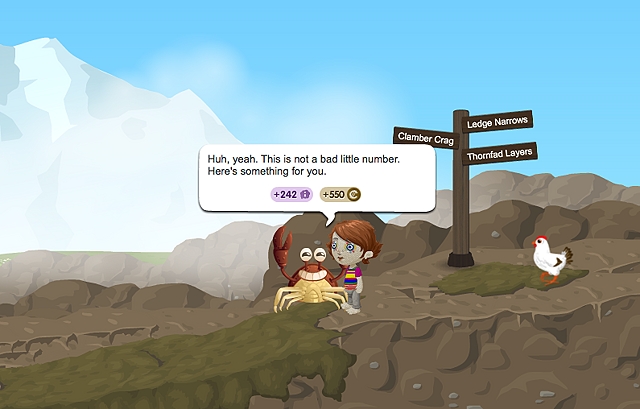 Ledge Narrows
Clamber Crag
Thornfad Layers
Huh, yeah. This is not a bad little number.
Here's something for you.
+242 +550